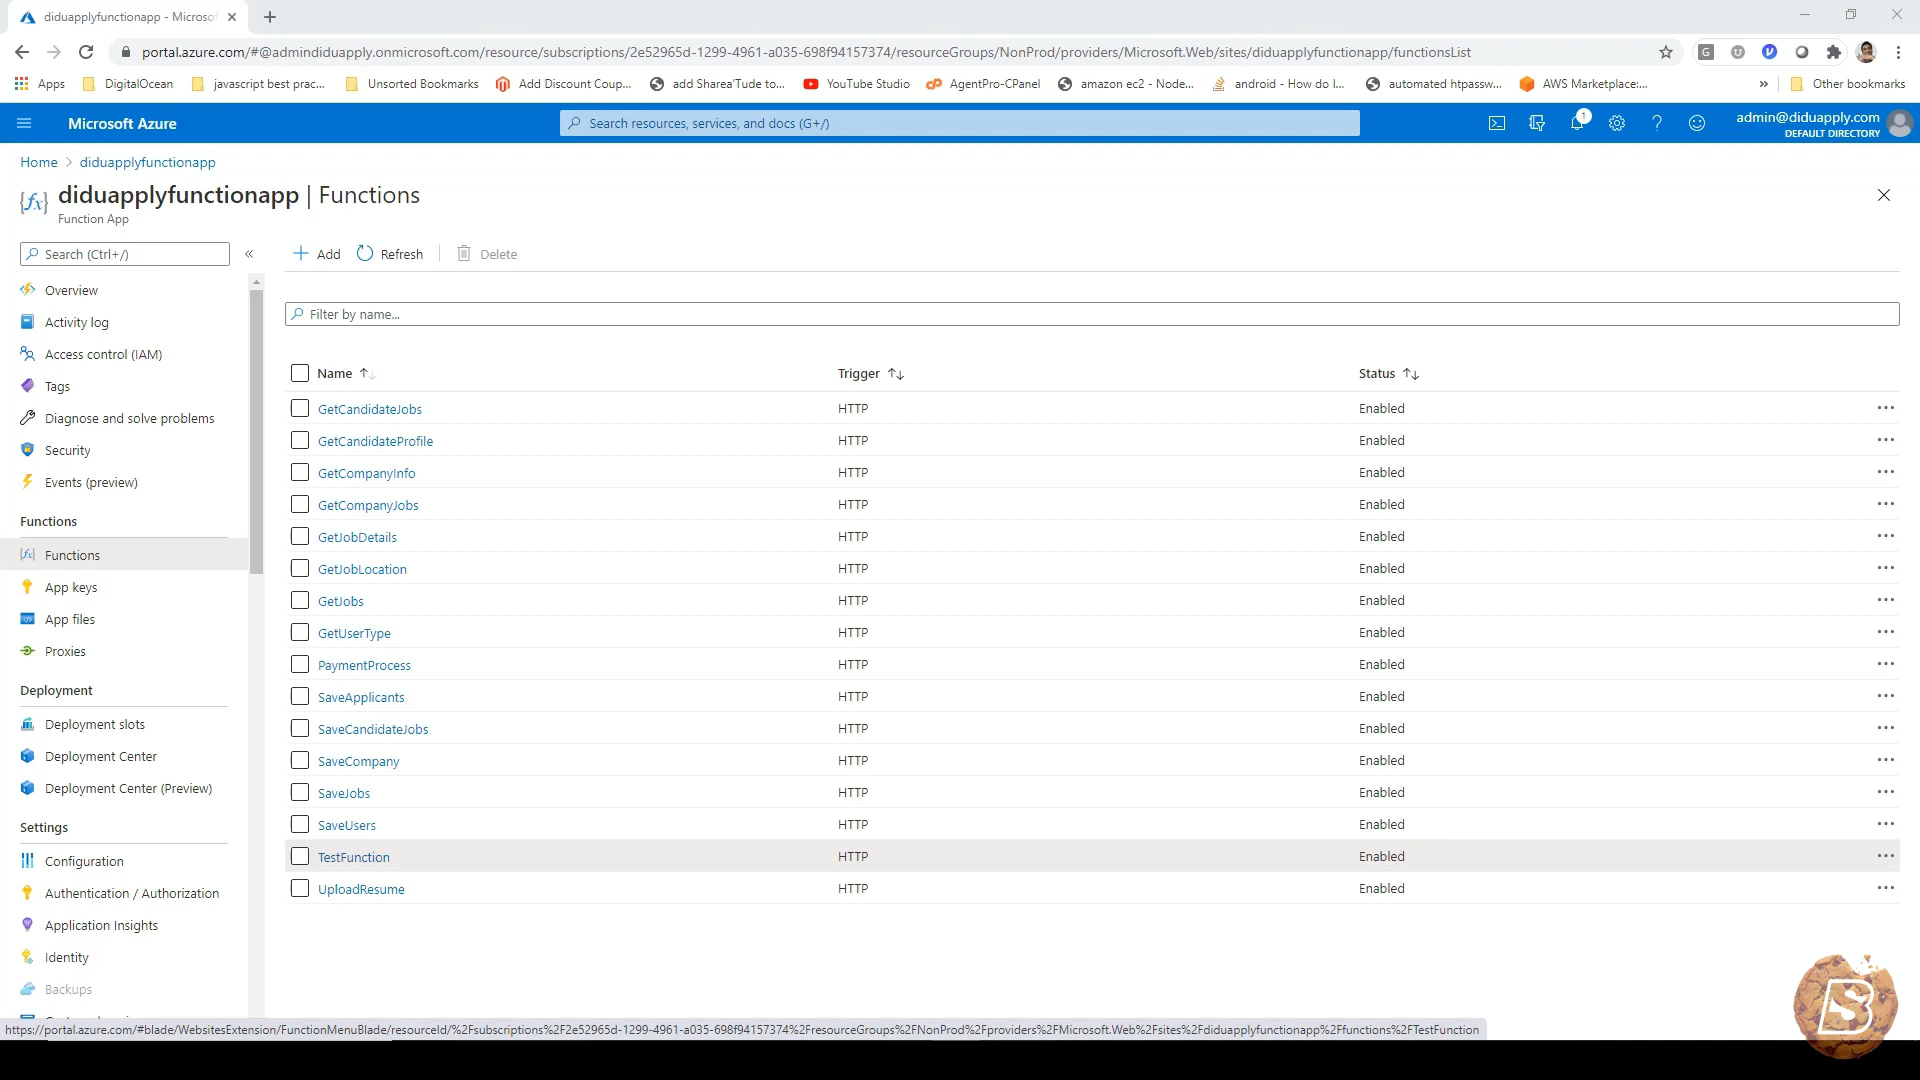 diduapplyfunctionapp - Microsof
portal.azure.com/#@admindiduapply.onmicrosoft.com/resource/subscriptions/2e52965d-1299-4961-a035-698f94157374/resourceGroups/NonProd/providers/Microsoft.Web/sites/diduapplyfunctionapp/functionsList
Apps DigitalOcean javascript best prac... Unsorted Bookmarks Add Discount Coup... add Sharea'Tude to... YouTube Studio AgentPro-CPanel amazon ec2 - Node... android - How do I... automated htpassw... AWS Marketplace:... » Other bookmarks
Microsoft Azure
Search resources, services, and docs (G+/)
1
admin@diduapply.com
DEFAULT DIRECTORY
Home > diduapplyfunctionapp
diduapplyfunctionapp | Functions
Function App
Search (Ctrl+/)
«
Overview
Activity log
Access control (IAM)
Tags
Diagnose and solve problems
Security
Events (preview)
Functions
Functions
App keys
App files
Proxies
Deployment
Deployment slots
Deployment Center
Deployment Center (Preview)
Settings
Configuration
Authentication / Authorization
Application Insights
Identity
Backups
Add Refresh Delete
Filter by name...
Name Trigger Status
GetCandidateJobs HTTP Enabled
GetCandidateProfile HTTP Enabled
GetCompanyInfo HTTP Enabled
GetCompanyJobs HTTP Enabled
GetJobDetails HTTP Enabled
GetJobLocation HTTP Enabled
GetJobs HTTP Enabled
GetUserType HTTP Enabled
PaymentProcess HTTP Enabled
SaveApplicants HTTP Enabled
SaveCandidateJobs HTTP Enabled
SaveCompany HTTP Enabled
SaveJobs HTTP Enabled
SaveUsers HTTP Enabled
TestFunction HTTP Enabled
UploadResume HTTP Enabled
https://portal.azure.com/#blade/WebsitesExtension/FunctionMenuBlade/resourceId/%2Fsubscriptions%2F2e52965d-1299-4961-a035-698f94157374%2FresourceGroups%2FNonProd%2Fproviders%2FMicrosoft.Web%2Fsites%2Fdiduapplyfunctionapp%2Ffunctions%2FTestFunction
B